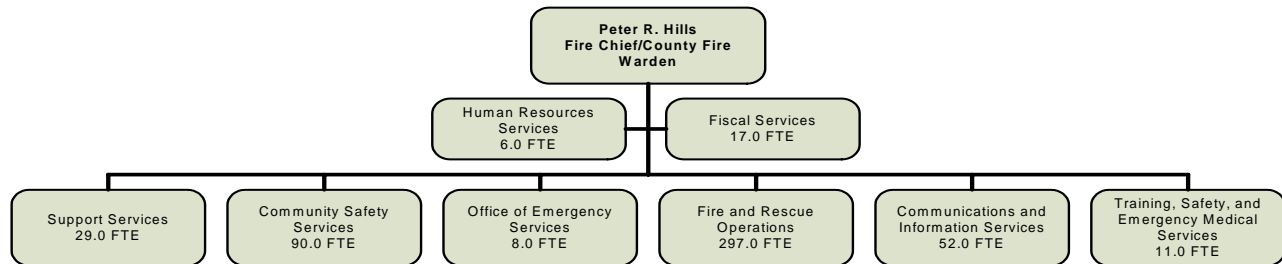 Peter R. Hills
Fire Chief/County Fire
Warden
Human Resources
Services
6.0 FTE
Fiscal Services
17.0 FTE
Support Services
29.0 FTE
Community Safety
Services
90.0 FTE
Office of Emergency
Services
8.0 FTE
Fire and Rescue
Operations
297.0 FTE
Communications and
Information Services
52.0 FTE
Training, Safety, and
Emergency Medical
Services
11.0 FTE